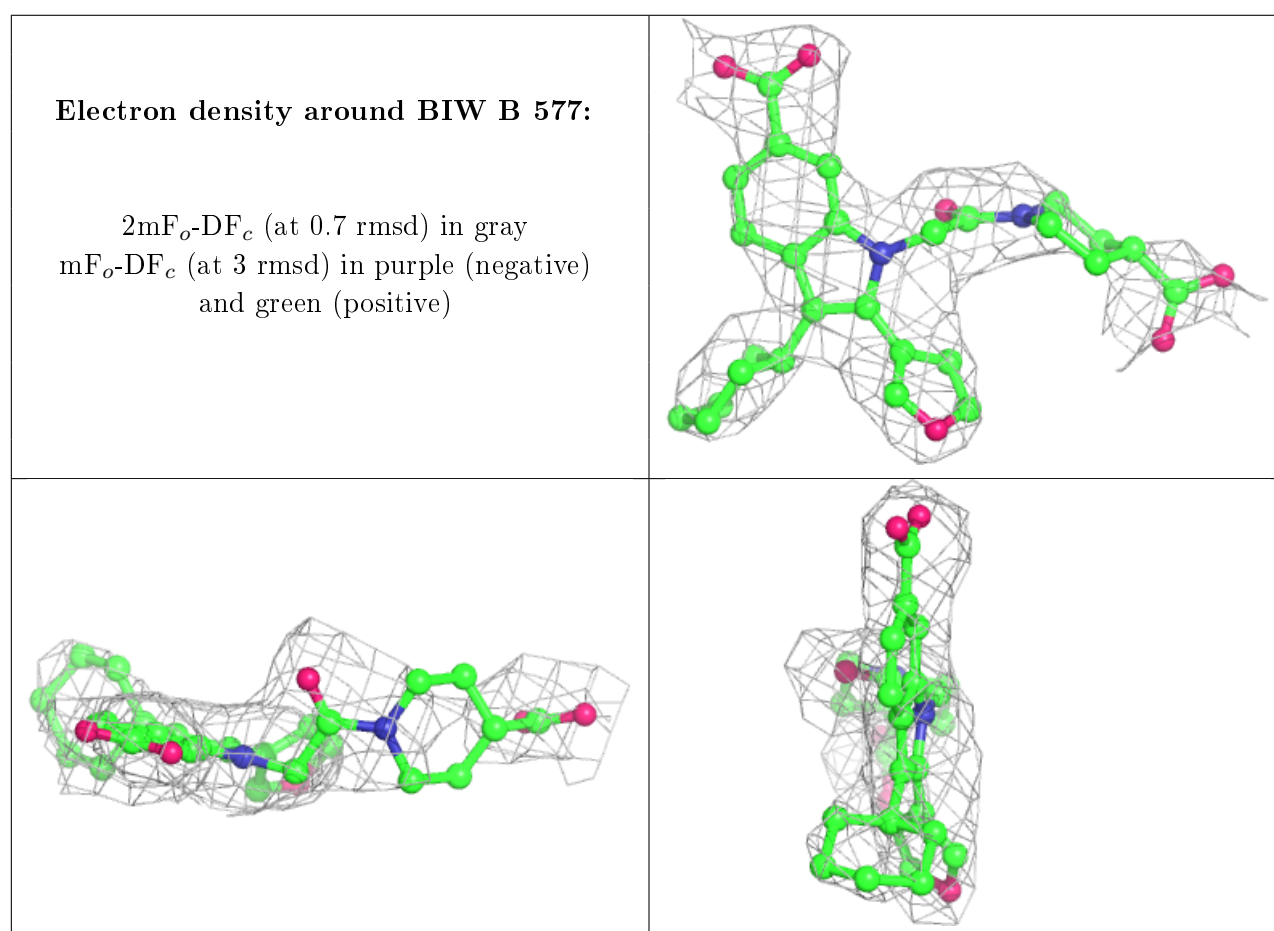 Electron density around BIW B 577:
2mFo-DFc (at 0.7 rmsd) in gray
mFo-DFc (at 3 rmsd) in purple (negative)
and green (positive)